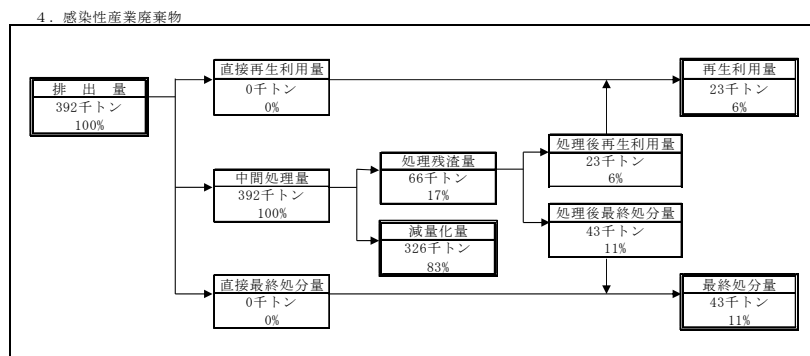 4．感染性産業廃棄物
排出量
392千トン
100%
直接再生利用量
0千トン
0%
再生利用量
23千トン
6%
中間処理量
392千トン
100%
処理残渣量
66千トン
17%
処理後再生利用量
23千トン
6%
減量化量
326千トン
83%
処理後最終処分量
43千トン
11%
直接最終処分量
0千トン
0%
最終処分量
43千トン
11%